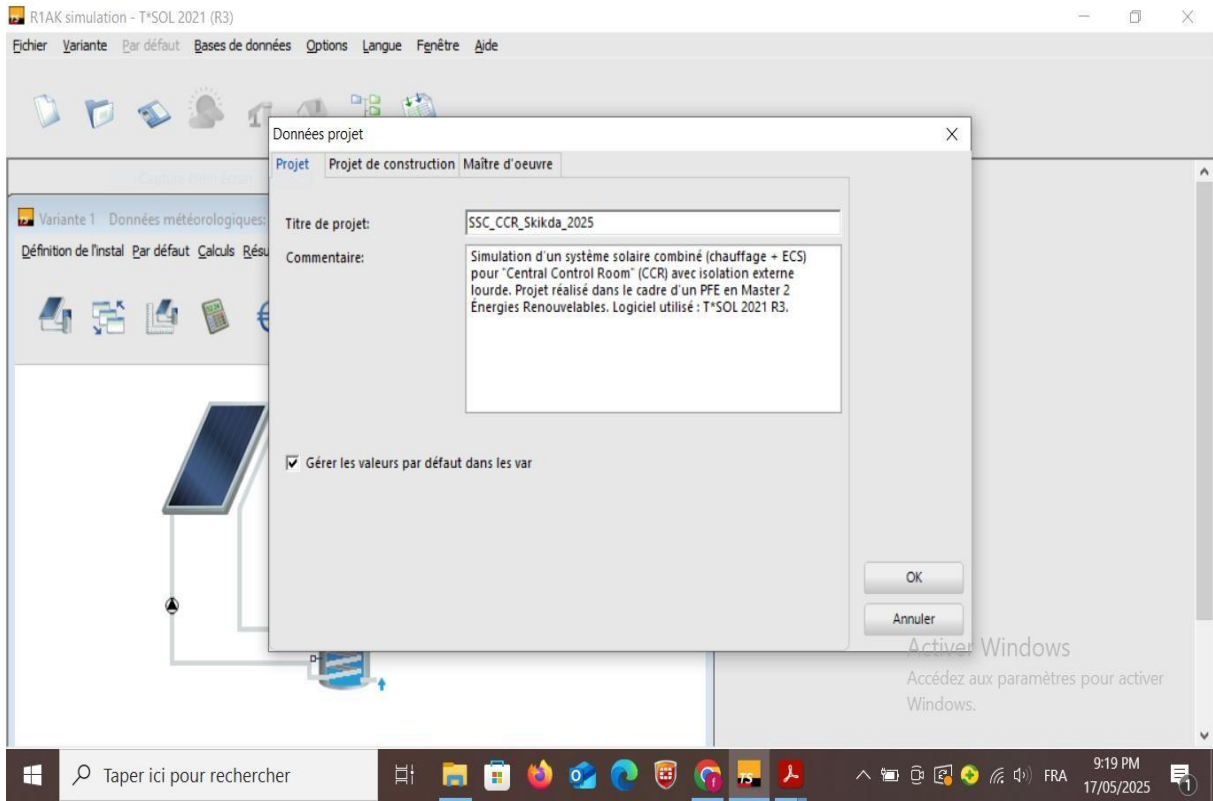 R1AK simulation - T*SOL 2021 (R3)
Fichier Variante Par défaut Bases de données Options Langue Fenêtre Aide
Données projet
Projet Projet de construction Maître d'oeuvre
Variante 1 Données météorologiques:
Définition de l'instal Par défaut Calculs Résu
Titre de projet: SSC_CCR_Skikda_2025
Commentaire:
Simulation d'un système solaire combiné (chauffage + ECS)
pour "Central Control Room" (CCR) avec isolation externe
lourde. Projet réalisé dans le cadre d'un PFE en Master 2
Énergies Renouvelables. Logiciel utilisé : T*SOL 2021 R3.
Gérer les valeurs par défaut dans les var
OK
Annuler
Activer Windows
Accédez aux paramètres pour activer
Windows.
Taper ici pour rechercher
FRA
9:19 PM
17/05/2025
1